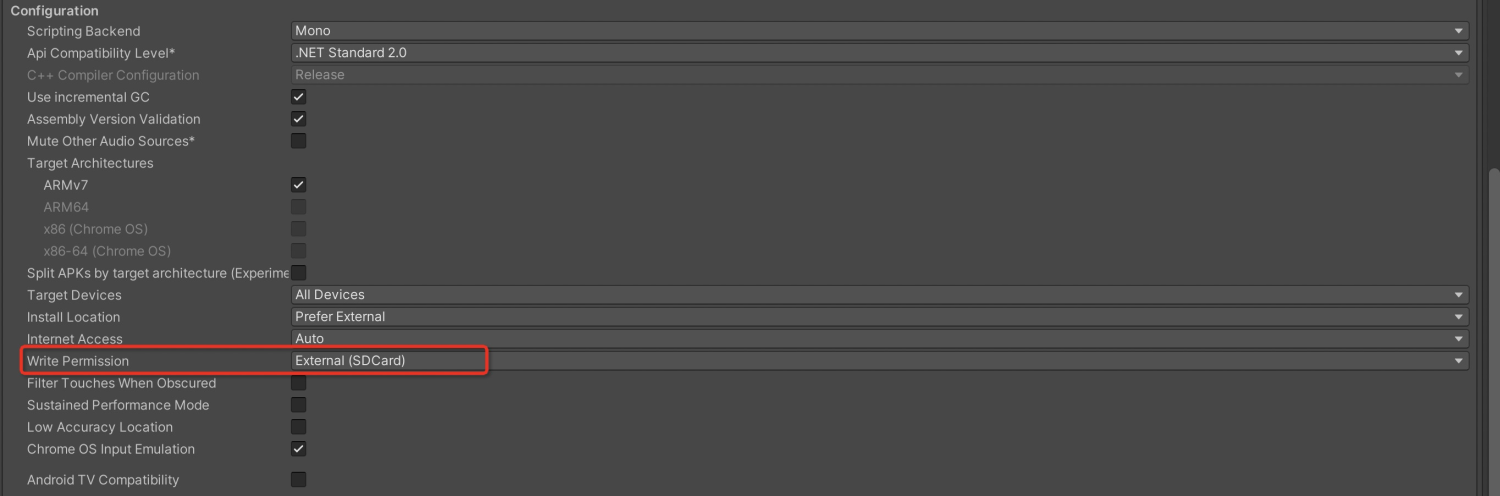 Configuration
Scripting Backend Mono
Api Compatibility Level* .NET Standard 2.0
C++ Compiler Configuration Release
Use incremental GC
Assembly Version Validation
Mute Other Audio Sources*
Target Architectures
ARMv7
ARM64
x86 (Chrome OS)
x86-64 (Chrome OS)
Split APKs by target architecture (Experime
Target Devices All Devices
Install Location Prefer External
Internet Access Auto
Write Permission External (SDCard)
Filter Touches When Obscured
Sustained Performance Mode
Low Accuracy Location
Chrome OS Input Emulation
Android TV Compatibility